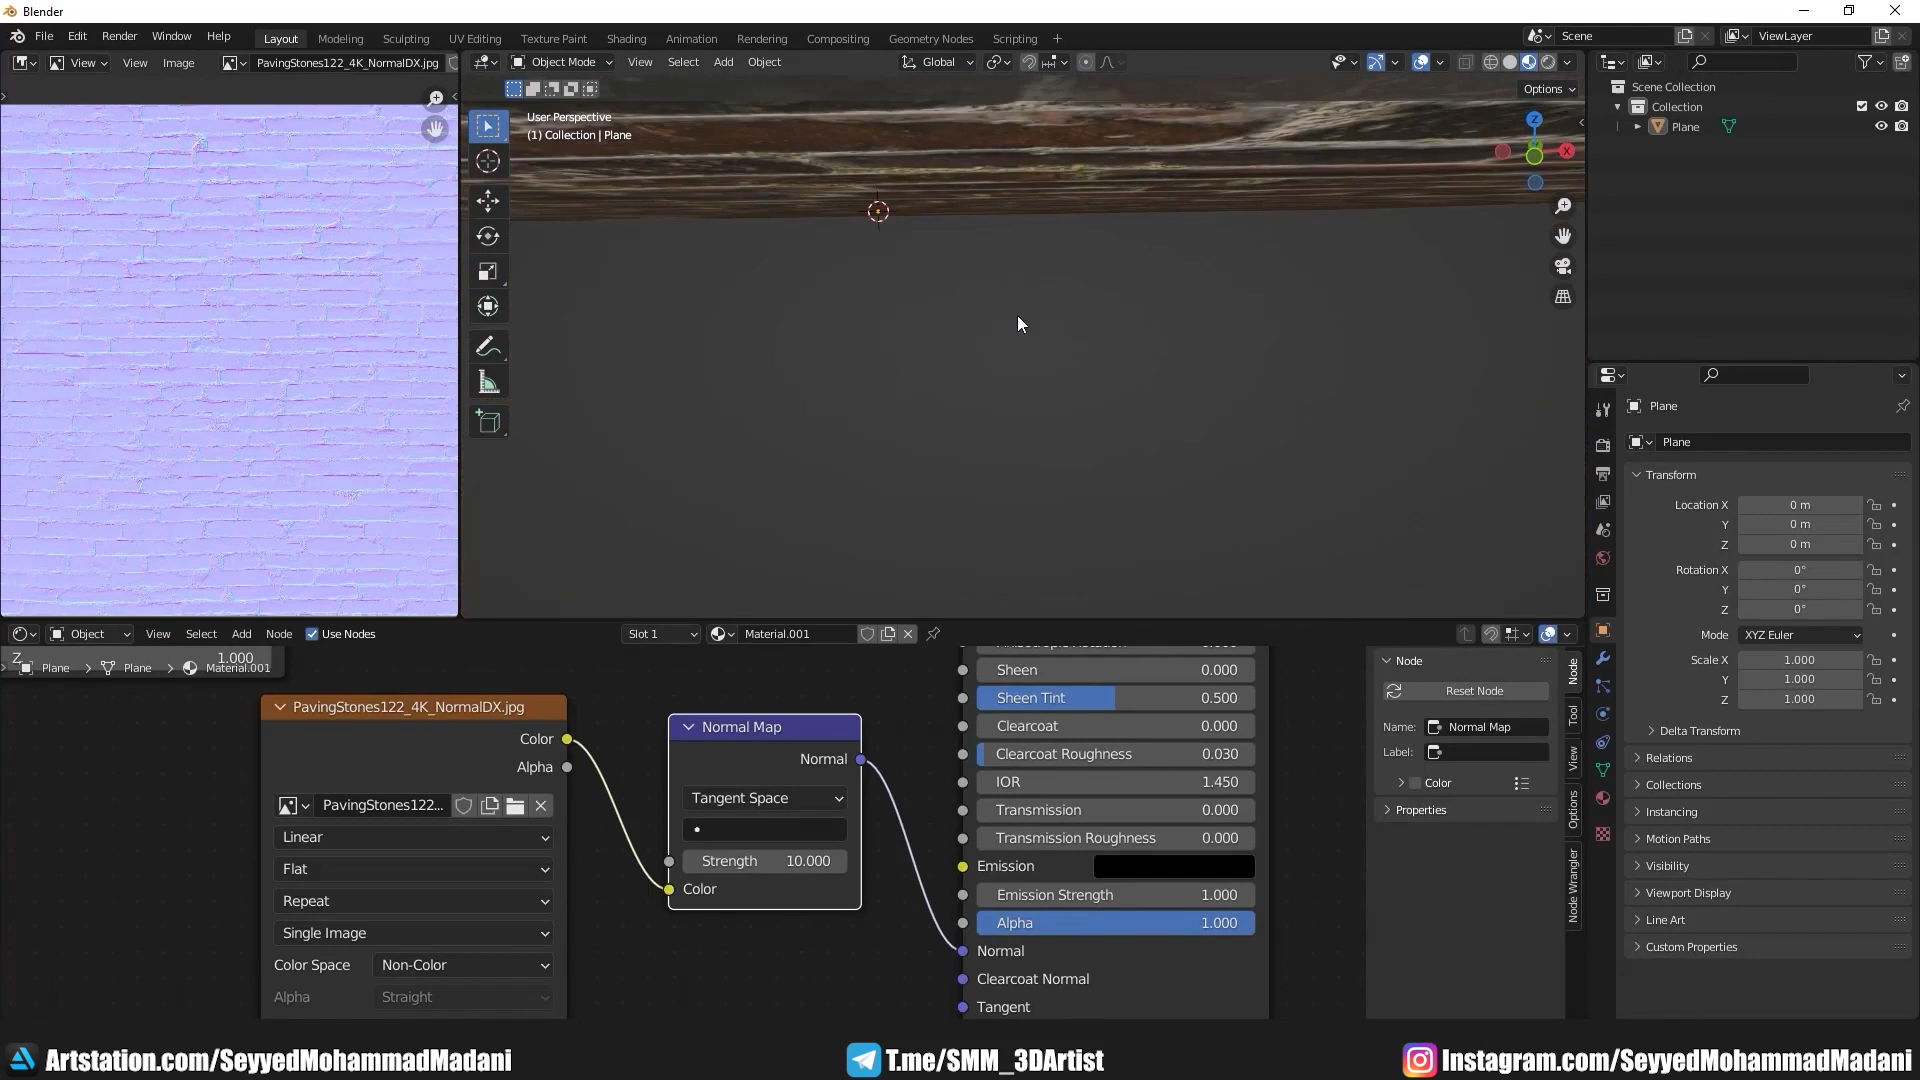 Blender
File Edit Render Window Help Layout Modeling Sculpting UV Editing Texture Paint Shading Animation Rendering Compositing Geometry Nodes Scripting + Scene ViewLayer
View View Image PavingStones122_4K_NormalDX.jpg
Object Mode View Select Add Object Global
Options
User Perspective
(1) Collection | Plane
Z
X
Scene Collection
Collection
Plane
Plane
Plane
Transform
Location X 0 m
Y 0 m
Z 0 m
Rotation X 0°
Y 0°
Z 0°
Mode XYZ Euler
Scale X 1.000
Y 1.000
Z 1.000
Delta Transform
Relations
Collections
Instancing
Motion Paths
Visibility
Viewport Display
Line Art
Custom Properties
Object View Select Add Node Use Nodes Slot 1 Material.001
Z 1.000
Plane > Plane > Material.001
PavingStones122_4K_NormalDX.jpg
Color
Alpha
PavingStones122...
Linear
Flat
Repeat
Single Image
Color Space Non-Color
Alpha Straight
Normal Map
Normal
Tangent Space
Strength 10.000
Color
Sheen 0.000
Sheen Tint 0.500
Clearcoat 0.000
Clearcoat Roughness 0.030
IOR 1.450
Transmission 0.000
Transmission Roughness 0.000
Emission
Emission Strength 1.000
Alpha 1.000
Normal
Clearcoat Normal
Tangent
Node
Reset Node
Name: Normal Map
Label:
Color
Properties
Node
Tool
View
Options
Node Wrangler
Artstation.com/SeyyedMohammadMadani
T.me/SMM_3DArtist
Instagram.com/SeyyedMohammadMadani